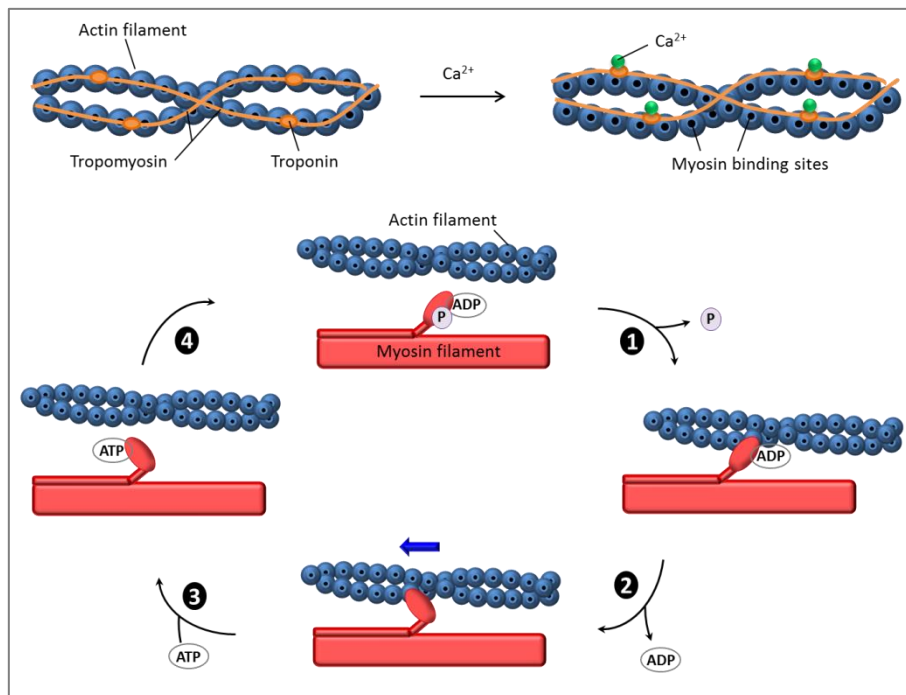 Actin filament
Ca²⁺
Ca²⁺
Tropomyosin
Troponin
Myosin binding sites
Actin filament
ADP
P
Myosin filament
4
1
P
ATP
ADP
3
2
ATP
ADP